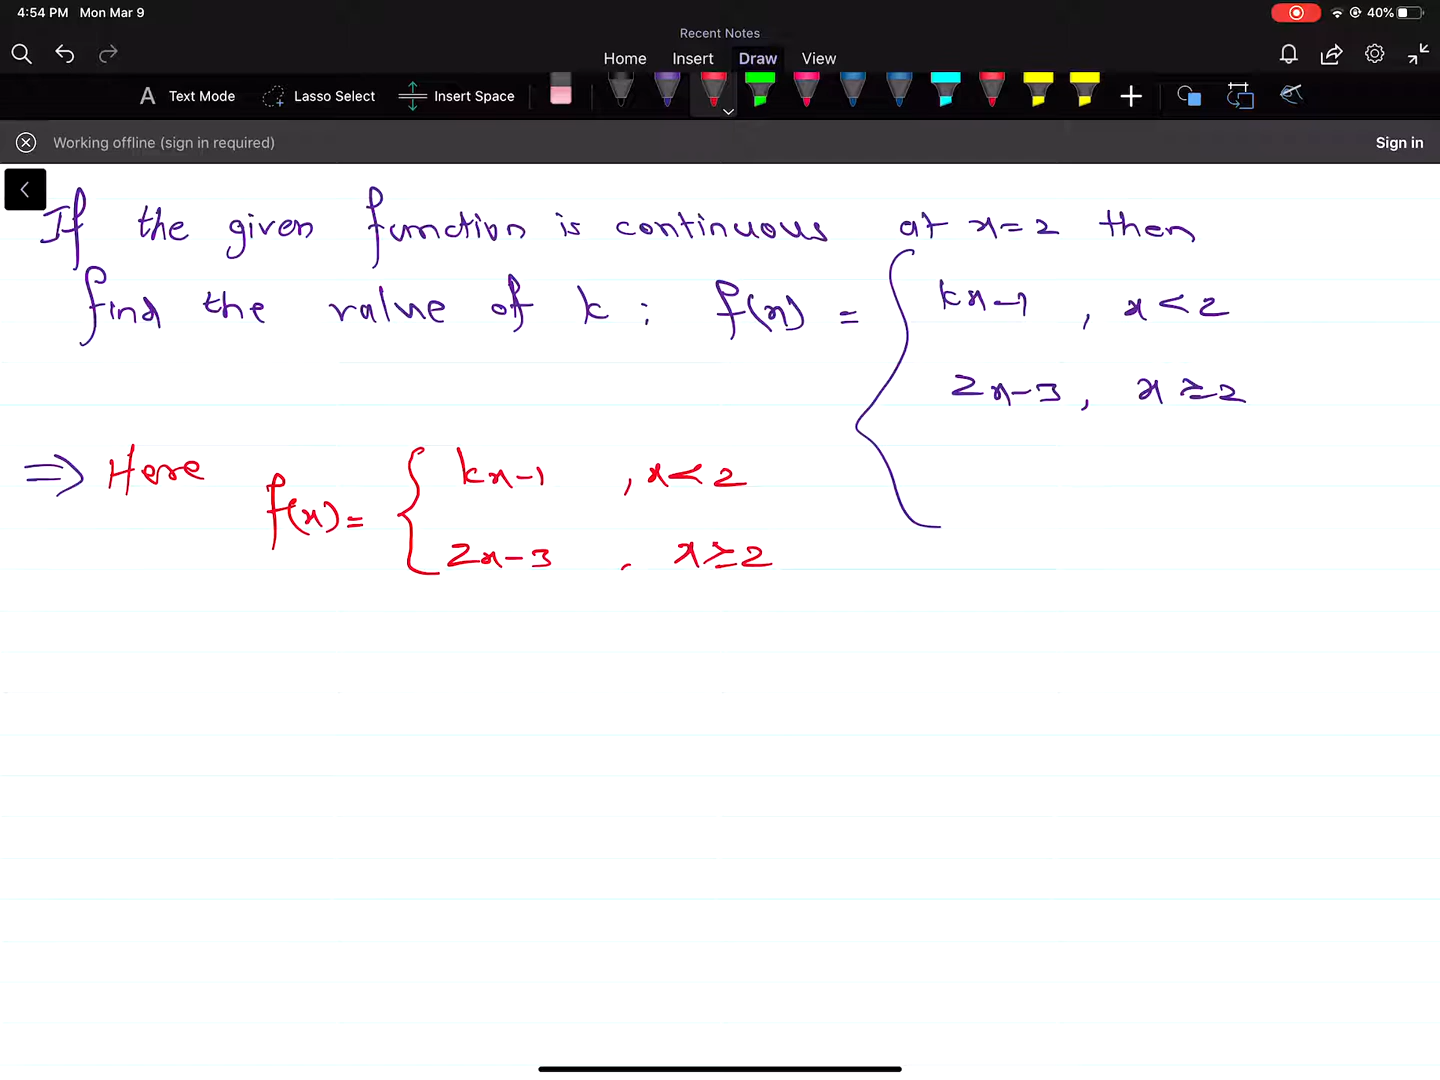 4:54 PM Mon Mar 9
40%
Recent Notes
Home Insert Draw View
A Text Mode Lasso Select Insert Space
Working offline (sign in required) Sign in
If the given function is continuous at x=2 then
find the value of k : f(x) = { kx-1 , x<2
2x-3 , x≥2
⇒ Here f(x) = { kx-1 , x<2
2x-3 , x≥2